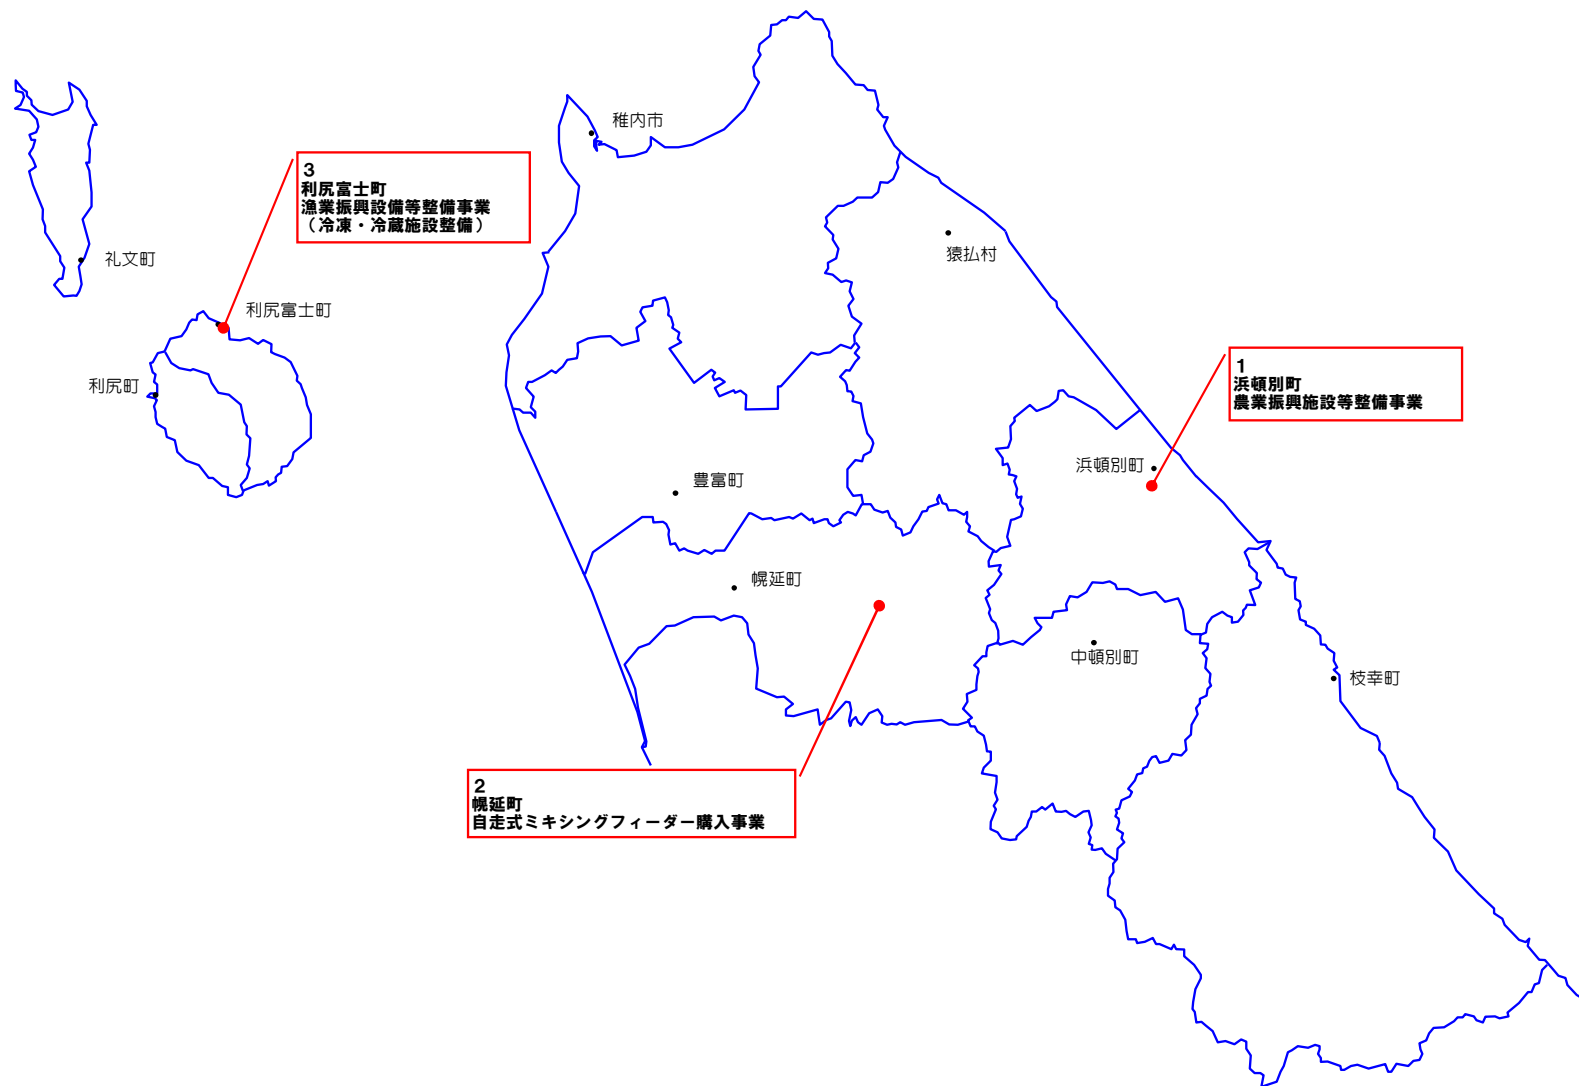 稚内市
3
利尻富士町
漁業振興設備等整備事業
（冷凍・冷蔵施設整備）
猿払村
礼文町
利尻富士町
1
浜頓別町
農業振興施設等整備事業
利尻町
浜頓別町
豊富町
幌延町
中頓別町
枝幸町
2
幌延町
自走式ミキシングフィーダー購入事業